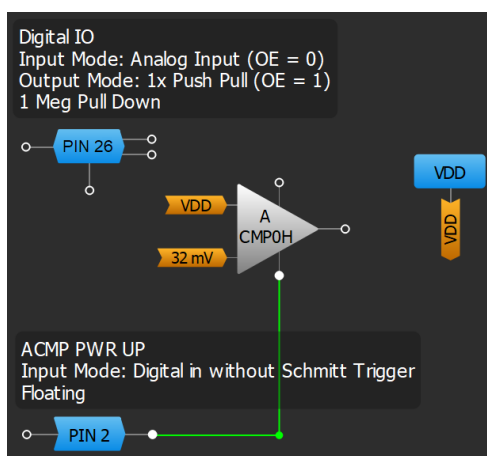 Digital IO
Input Mode: Analog Input (OE = 0)
Output Mode: 1x Push Pull (OE = 1)
1 Meg Pull Down
PIN 26
VDD
VDD
A
CMP0H
VDD
32 mV
ACMP PWR UP
Input Mode: Digital in without Schmitt Trigger
Floating
PIN 2